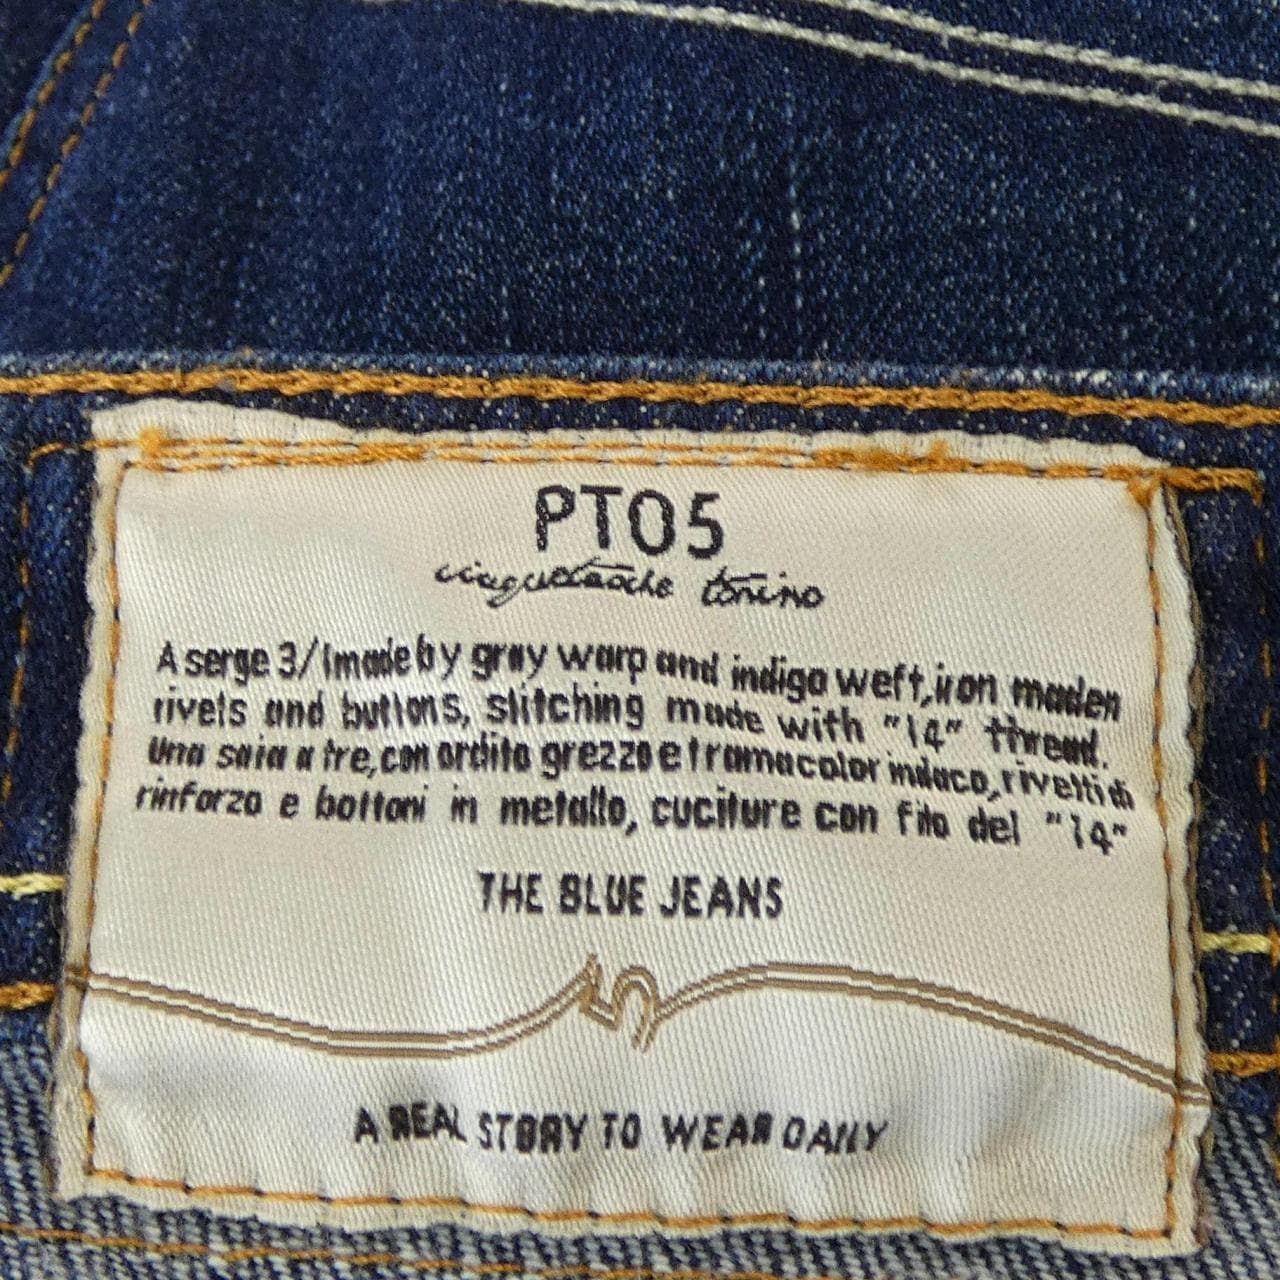 PT05
cinquetasche torino
A serge 3/1 made by gray warp and indigo weft, iron maden
rivets and buttons, stitching made with "14" thread.
Una saia a tre, con ordito grezzo e trama color indaco, rivetti di
rinforzo e bottoni in metallo, cuciture con filo del "14"
THE BLUE JEANS
A REAL STORY TO WEAR DAILY